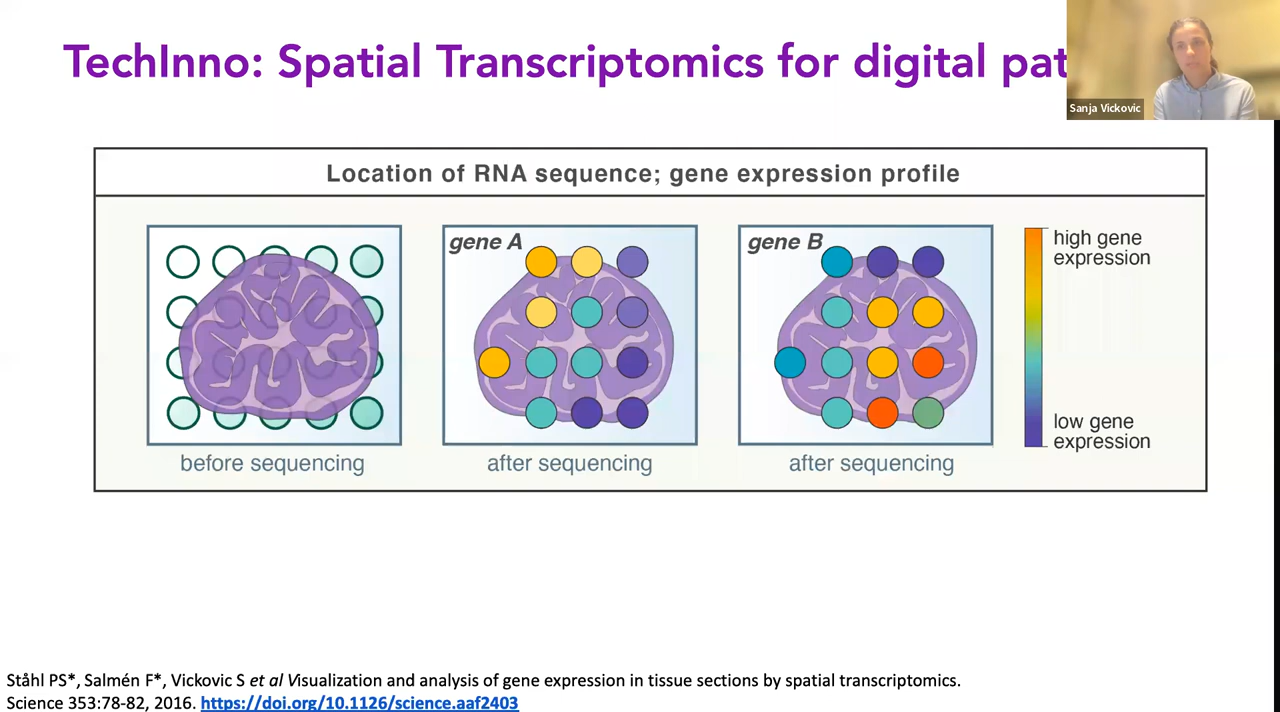 TechInno: Spatial Transcriptomics for digital pat
Sanja Vickovic
Location of RNA sequence; gene expression profile
gene A
gene B
high gene
expression
low gene
expression
before sequencing
after sequencing
after sequencing
Ståhl PS*, Salmén F*, Vickovic S et al Visualization and analysis of gene expression in tissue sections by spatial transcriptomics.
Science 353:78-82, 2016. https://doi.org/10.1126/science.aaf2403